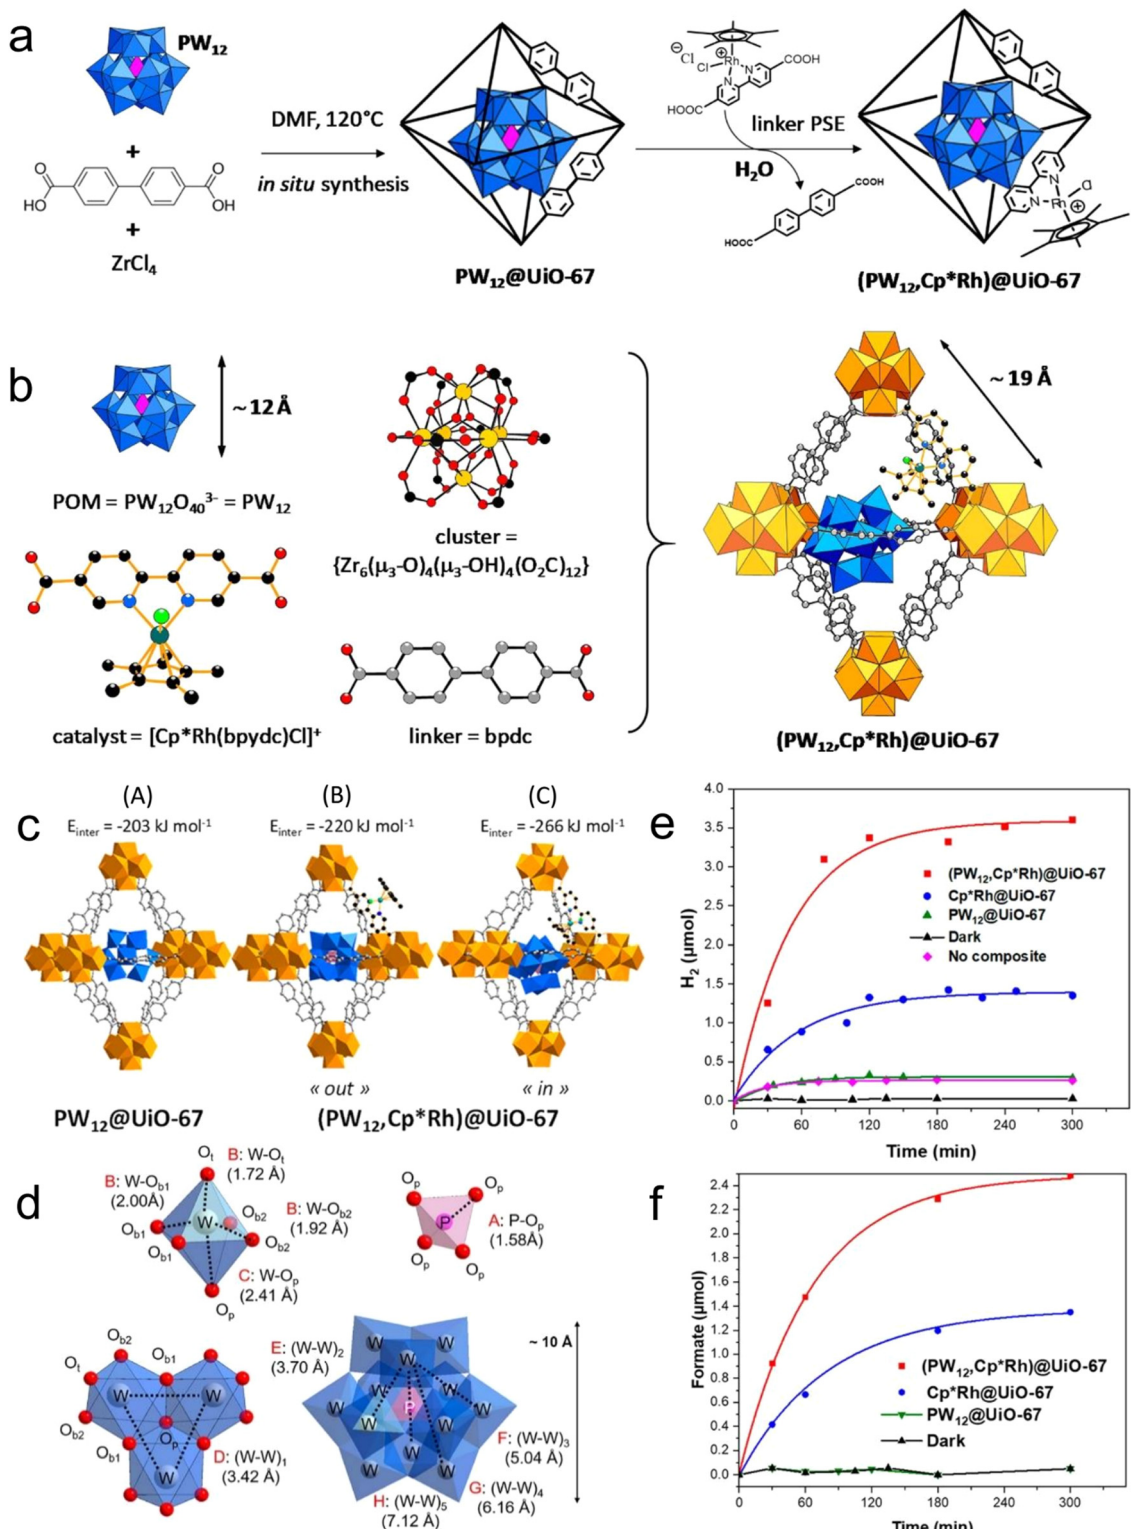 a
PW12
+
O
HO
O
OH
+
ZrCl4
DMF, 120°C
in situ synthesis
PW12@UiO-67
⊖
Cl
Cl
Rh
⊕
N
N
COOH
HOOC
linker PSE
H2O
COOH
HOOC
N
N
Rh
Cl
⊕
(PW12,Cp*Rh)@UiO-67
b
~ 12 Å
POM = PW12O40³⁻ = PW12
catalyst = [Cp*Rh(bpydc)Cl]⁺
cluster =
{Zr6(μ3-O)4(μ3-OH)4(O2C)12}
linker = bpdc
~ 19 Å
(PW12,Cp*Rh)@UiO-67
c
(A)
(B)
(C)
Einter = -203 kJ mol⁻¹
Einter = -220 kJ mol⁻¹
Einter = -266 kJ mol⁻¹
« out »
« in »
PW12@UiO-67
(PW12,Cp*Rh)@UiO-67
d
Ot
B: W-Ot
(1.72 Å)
B: W-Ob1
(2.00Å)
B: W-Ob2
(1.92 Å)
W
Ob1
Ob1
Ob2
Ob2
C: W-Op
(2.41 Å)
Op
Op
Op
P
A: P-Op
(1.58Å)
Op
Op
Ob2
Ob1
Ot
W
W
Ob2
Op
Ob1
W
D: (W-W)1
(3.42 Å)
E: (W-W)2
(3.70 Å)
W
W
W
W
W
P
W
W
W
W
W
W
~ 10 Å
F: (W-W)3
(5.04 Å)
G: (W-W)4
(6.16 Å)
H: (W-W)5
(7.12 Å)
e
H2 (μmol)
4.0
3.5
3.0
2.5
2.0
1.5
1.0
0.5
0.0
(PW12,Cp*Rh)@UiO-67
Cp*Rh@UiO-67
PW12@UiO-67
Dark
No composite
0 60 120 180 240 300
Time (min)
f
Formate (μmol)
2.4
2.2
2.0
1.8
1.6
1.4
1.2
1.0
0.8
0.6
0.4
0.2
0.0
(PW12,Cp*Rh)@UiO-67
Cp*Rh@UiO-67
PW12@UiO-67
Dark
0 60 120 180 240 300
Time (min)